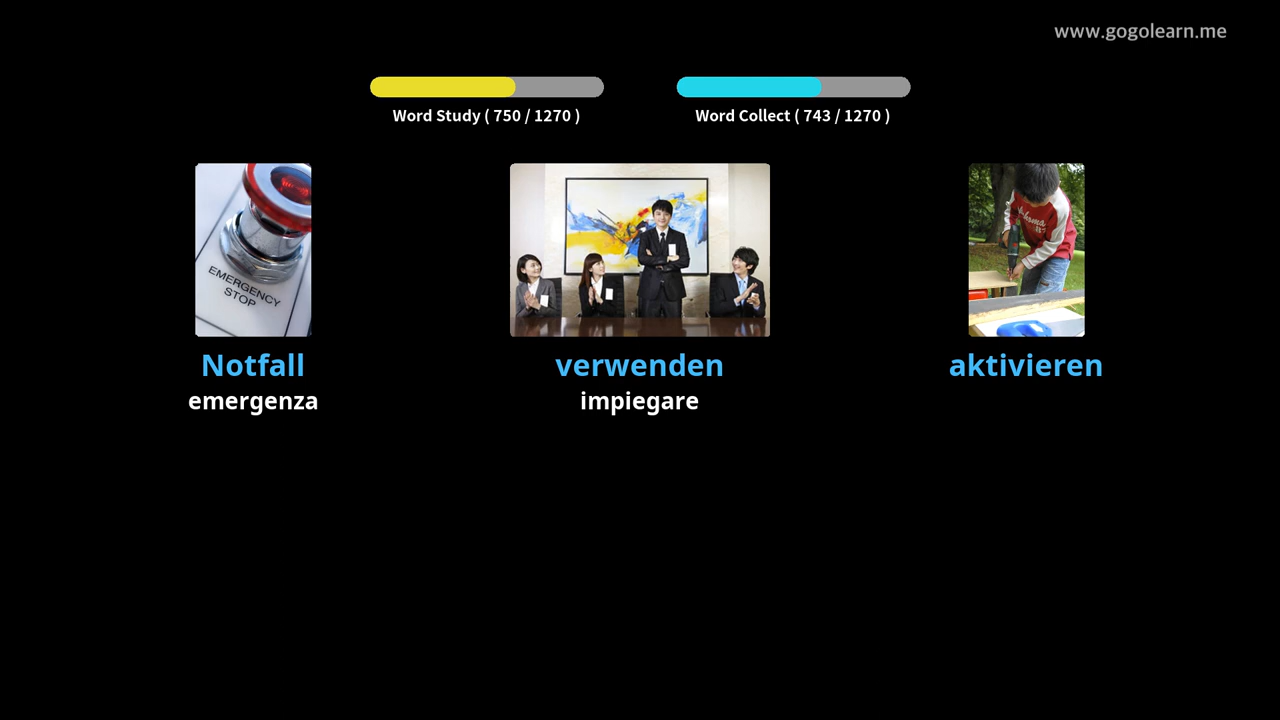 www.gogolearn.me
Word Study ( 750 / 1270 )
Word Collect ( 743 / 1270 )
EMERGENCY
STOP
Notfall
emergenza
verwenden
impiegare
aktivieren